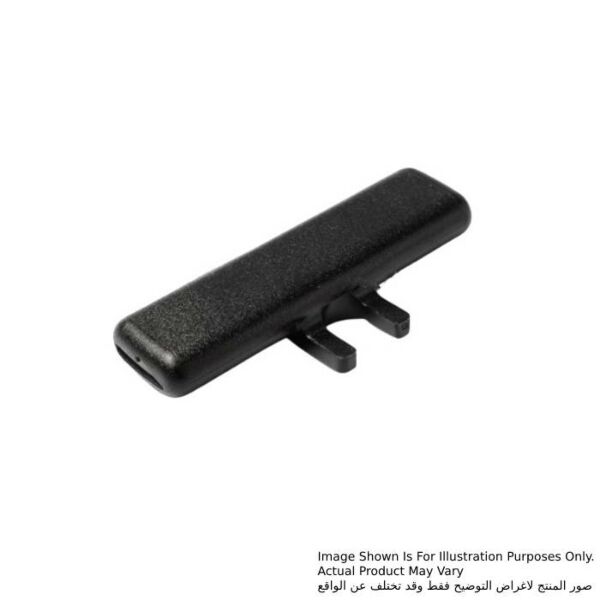 Image Shown Is For Illustration Purposes Only.
Actual Product May Vary
صور المنتج لاغراض التوضيح فقط وقد تختلف عن الواقع